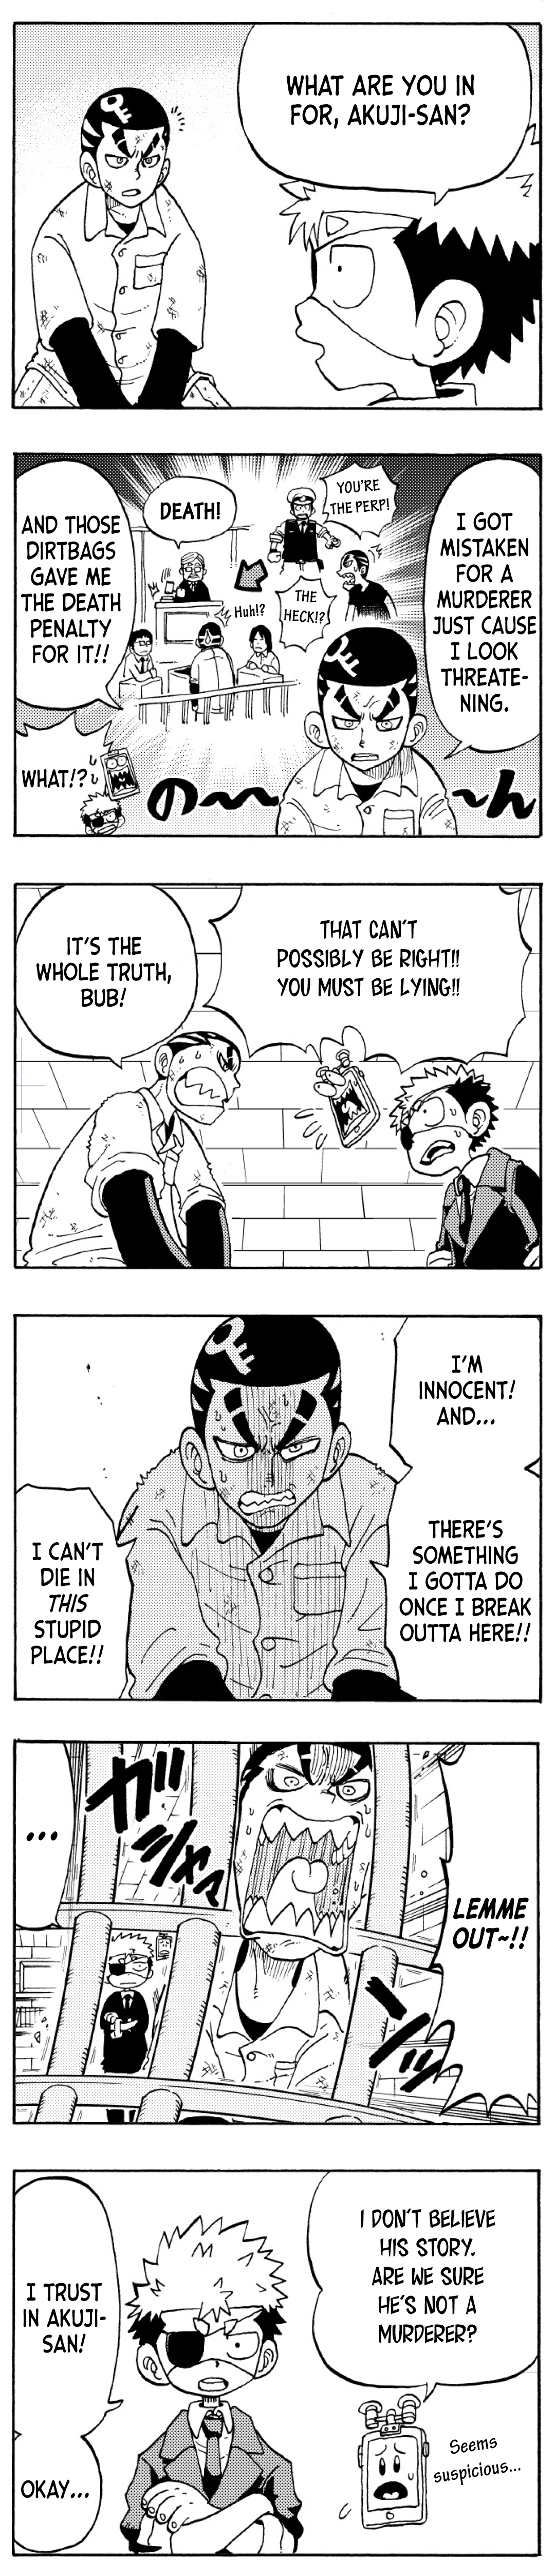 WHAT ARE YOU IN
FOR, AKUJI-SAN?
I GOT
MISTAKEN
FOR A
MURDERER
JUST CAUSE
I LOOK
THREATE-
NING.
YOU'RE
THE PERP!
THE
HECK!?
DEATH!
Huh!?
AND THOSE
DIRTBAGS
GAVE ME
THE DEATH
PENALTY
FOR IT!!
WHAT!?
の〜〜
〜ん
THAT CAN'T
POSSIBLY BE RIGHT!!
YOU MUST BE LYING!!
IT'S THE
WHOLE TRUTH,
BUB!
I'M
INNOCENT!
AND...
THERE'S
SOMETHING
I GOTTA DO
ONCE I BREAK
OUTTA HERE!!
I CAN'T
DIE IN
THIS
STUPID
PLACE!!
LEMME
OUT~!!
ガシャンッ
...
I DON'T BELIEVE
HIS STORY.
ARE WE SURE
HE'S NOT A
MURDERER?
Seems
suspicious...
I TRUST
IN AKUJI-
SAN!
OKAY...